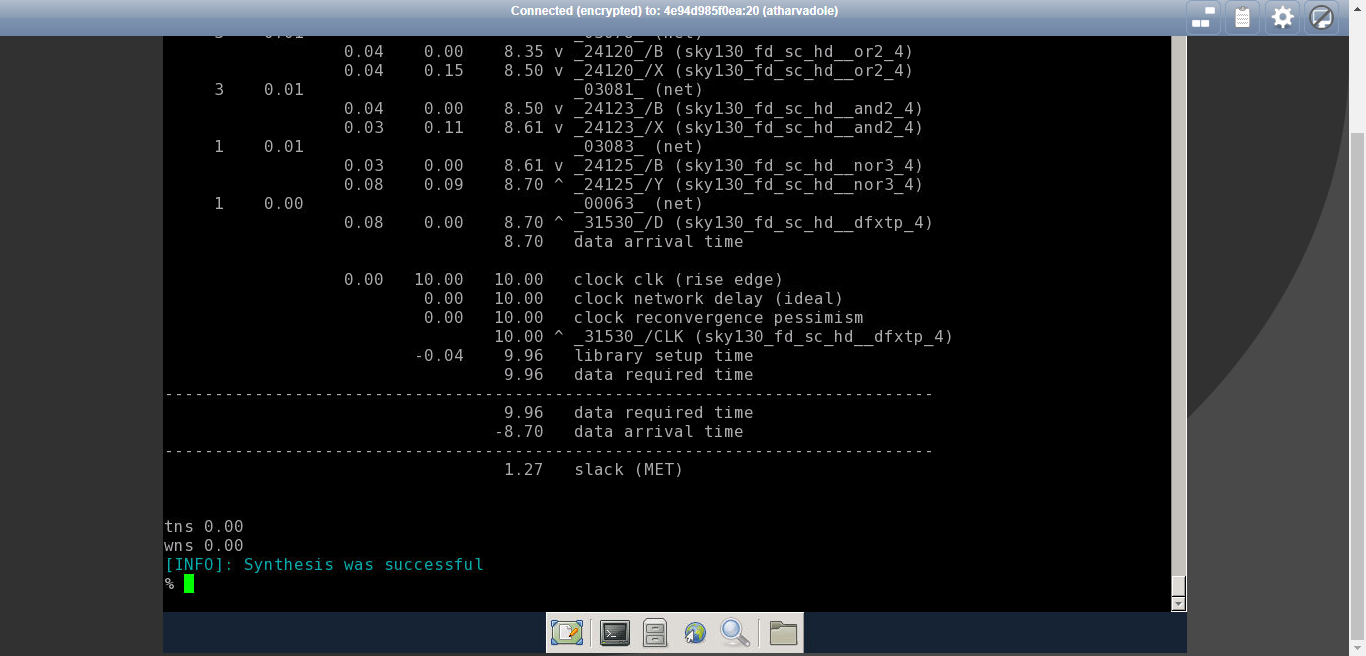 Connected (encrypted) to: 4e94d985f0ea:20 (atharvadole)
0.04 0.00 8.35 v _24120_/B (sky130_fd_sc_hd__or2_4)
0.04 0.15 8.50 v _24120_/X (sky130_fd_sc_hd__or2_4)
3 0.01 _03081_ (net)
0.04 0.00 8.50 v _24123_/B (sky130_fd_sc_hd__and2_4)
0.03 0.11 8.61 v _24123_/X (sky130_fd_sc_hd__and2_4)
1 0.01 _03083_ (net)
0.03 0.00 8.61 v _24125_/B (sky130_fd_sc_hd__nor3_4)
0.08 0.09 8.70 ^ _24125_/Y (sky130_fd_sc_hd__nor3_4)
1 0.00 _00063_ (net)
0.08 0.00 8.70 ^ _31530_/D (sky130_fd_sc_hd__dfxtp_4)
8.70 data arrival time
0.00 10.00 10.00 clock clk (rise edge)
0.00 10.00 clock network delay (ideal)
0.00 10.00 clock reconvergence pessimism
10.00 ^ _31530_/CLK (sky130_fd_sc_hd__dfxtp_4)
-0.04 9.96 library setup time
9.96 data required time
-----------------------------------------------------------------------------
9.96 data required time
-8.70 data arrival time
-----------------------------------------------------------------------------
1.27 slack (MET)
tns 0.00
wns 0.00
[INFO]: Synthesis was successful
%